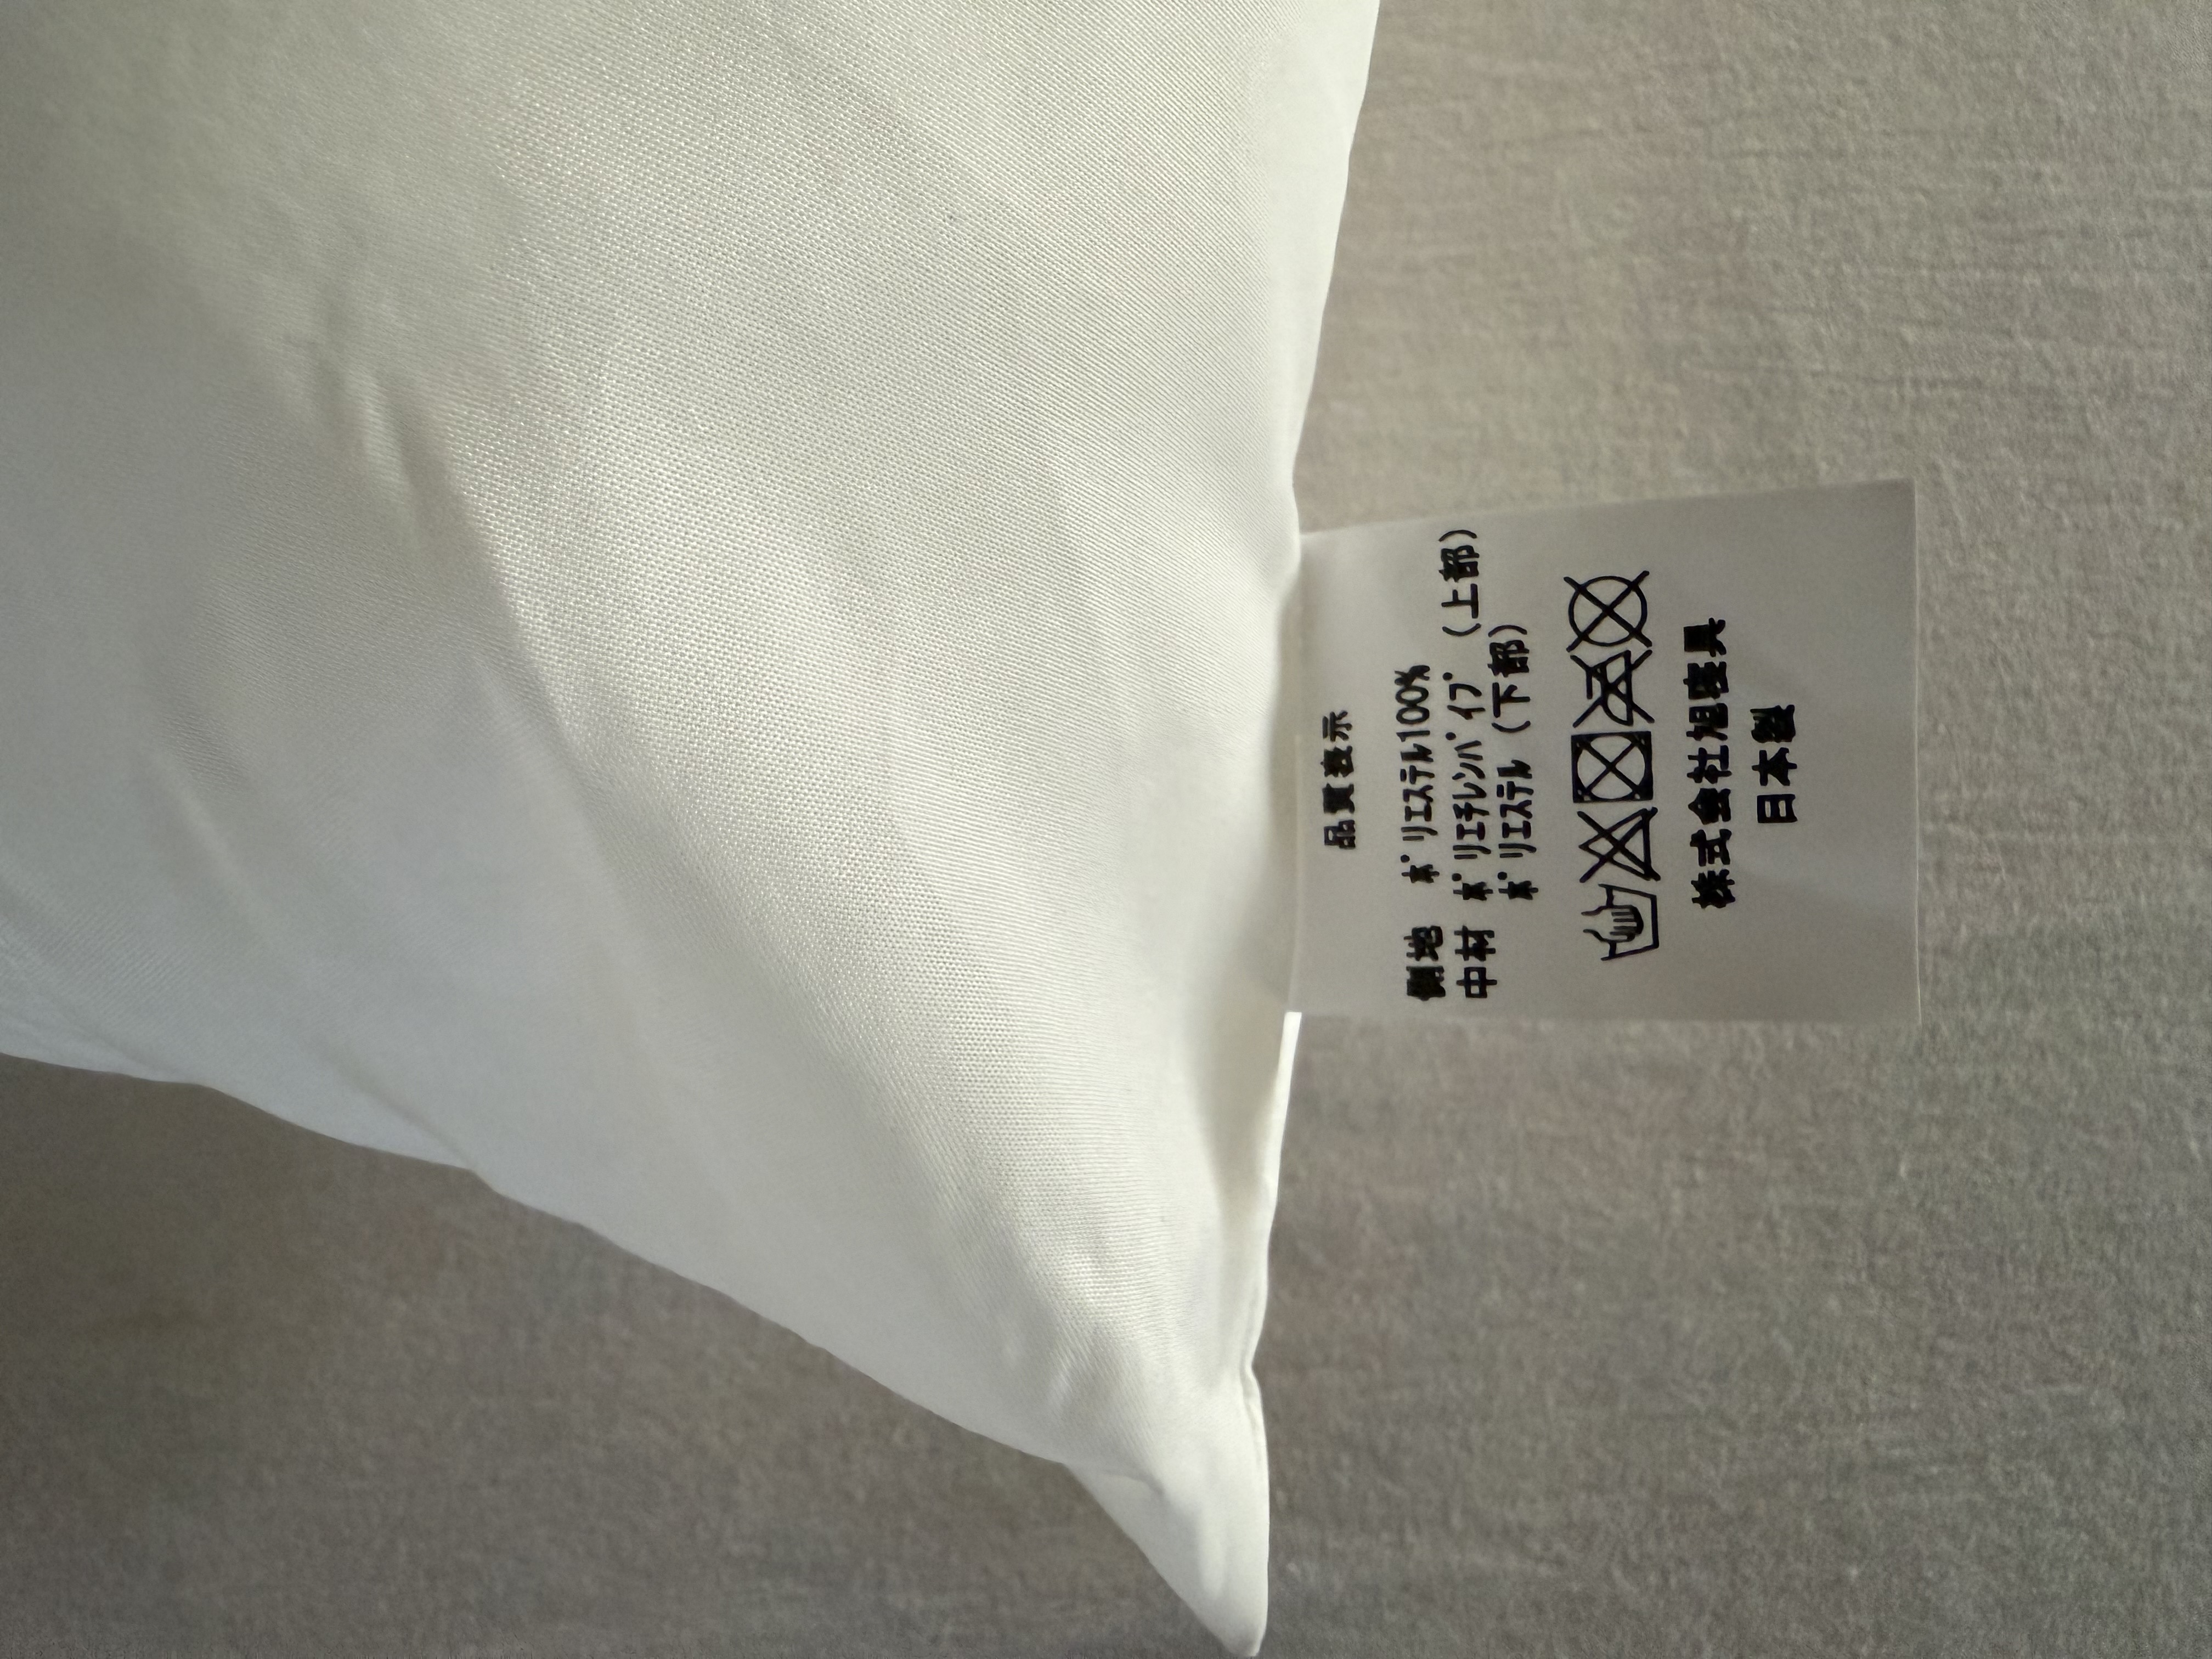 品質表示
側地 ポリエステル100%
中材 ポリエチレンパイプ (上部)
ポリエステル (下部)
株式会社旭寝具
日本製